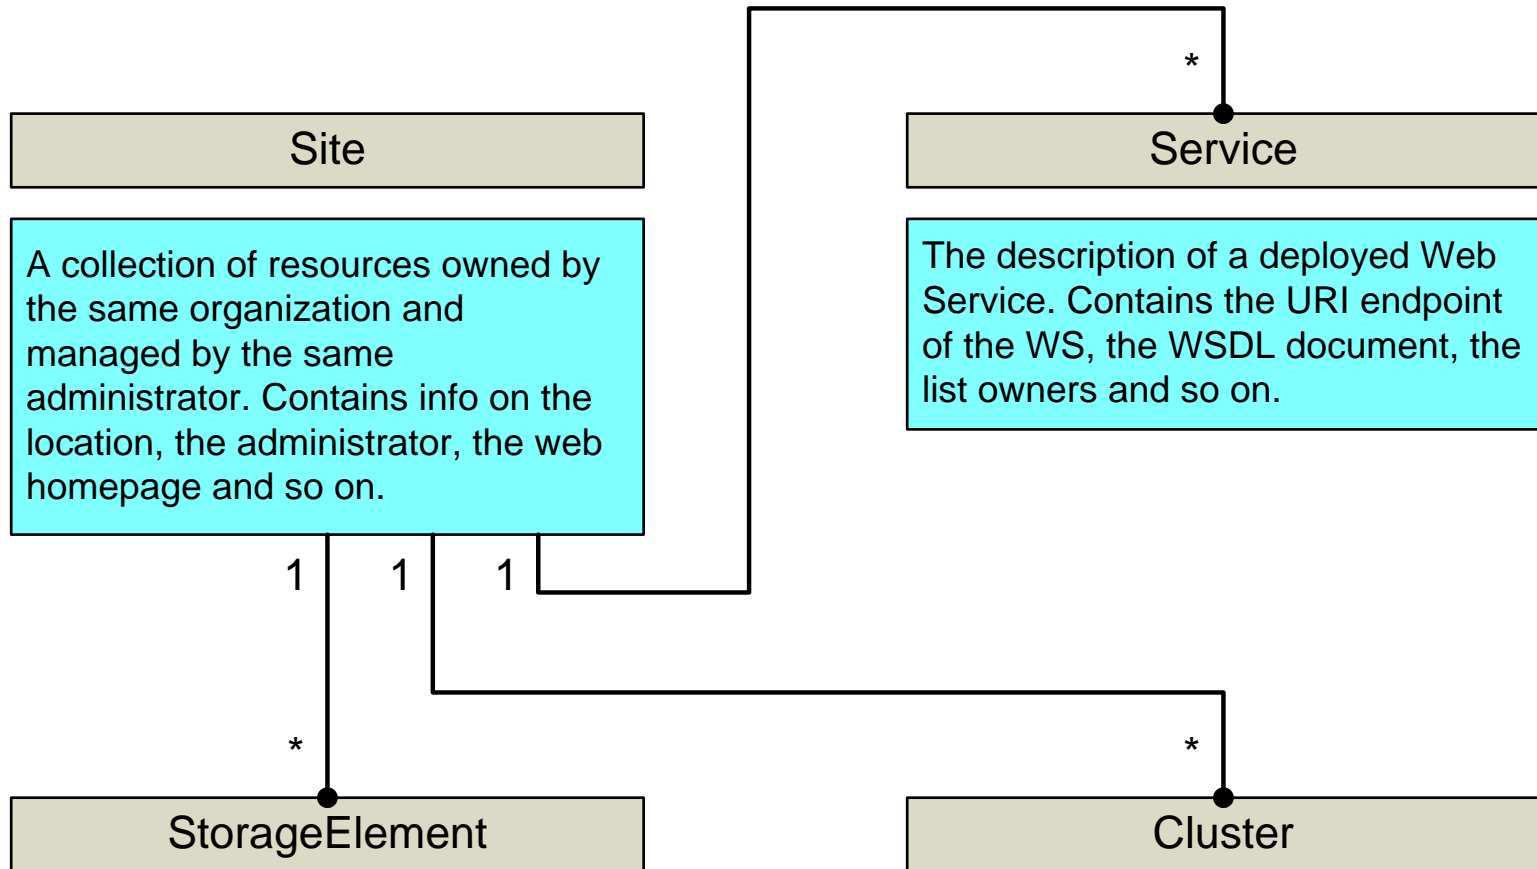 *
Site
Service
A collection of resources owned by
the same organization and
managed by the same
administrator. Contains info on the
location, the administrator, the web
homepage and so on.
The description of a deployed Web
Service. Contains the URI endpoint
of the WS, the WSDL document, the
list owners and so on.
1 1 1
* *
StorageElement
Cluster